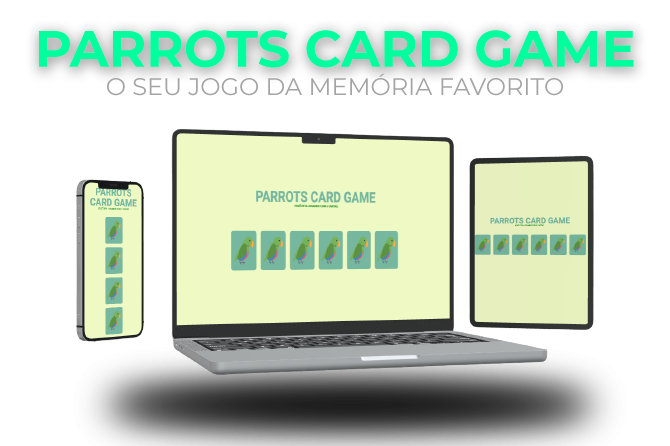 PARROTS CARD GAME
O SEU JOGO DA MEMÓRIA FAVORITO
PARROTS
CARD GAME
PARROTS CARD GAME
PARROTS CARD GAME